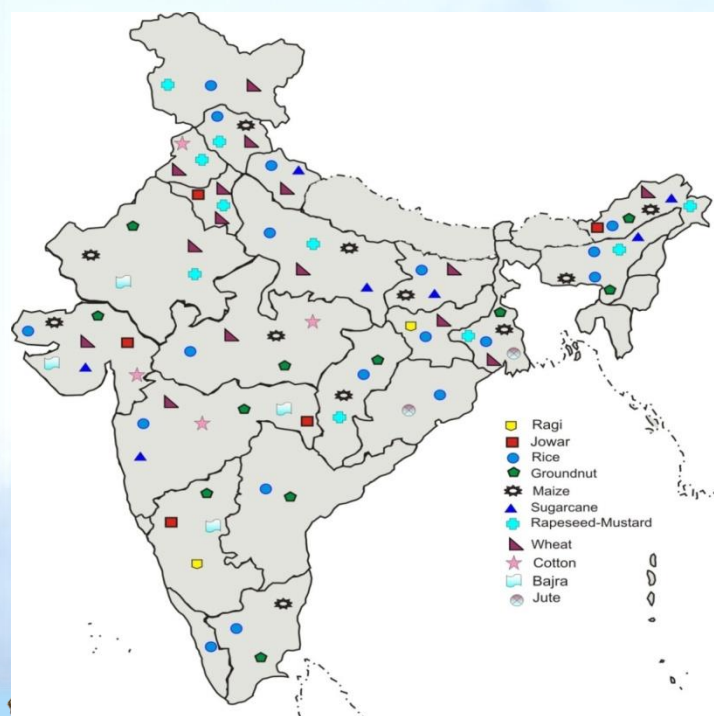 Ragi
Jowar
Rice
Groundnut
Maize
Sugarcane
Rapeseed-Mustard
Wheat
Cotton
Bajra
Jute